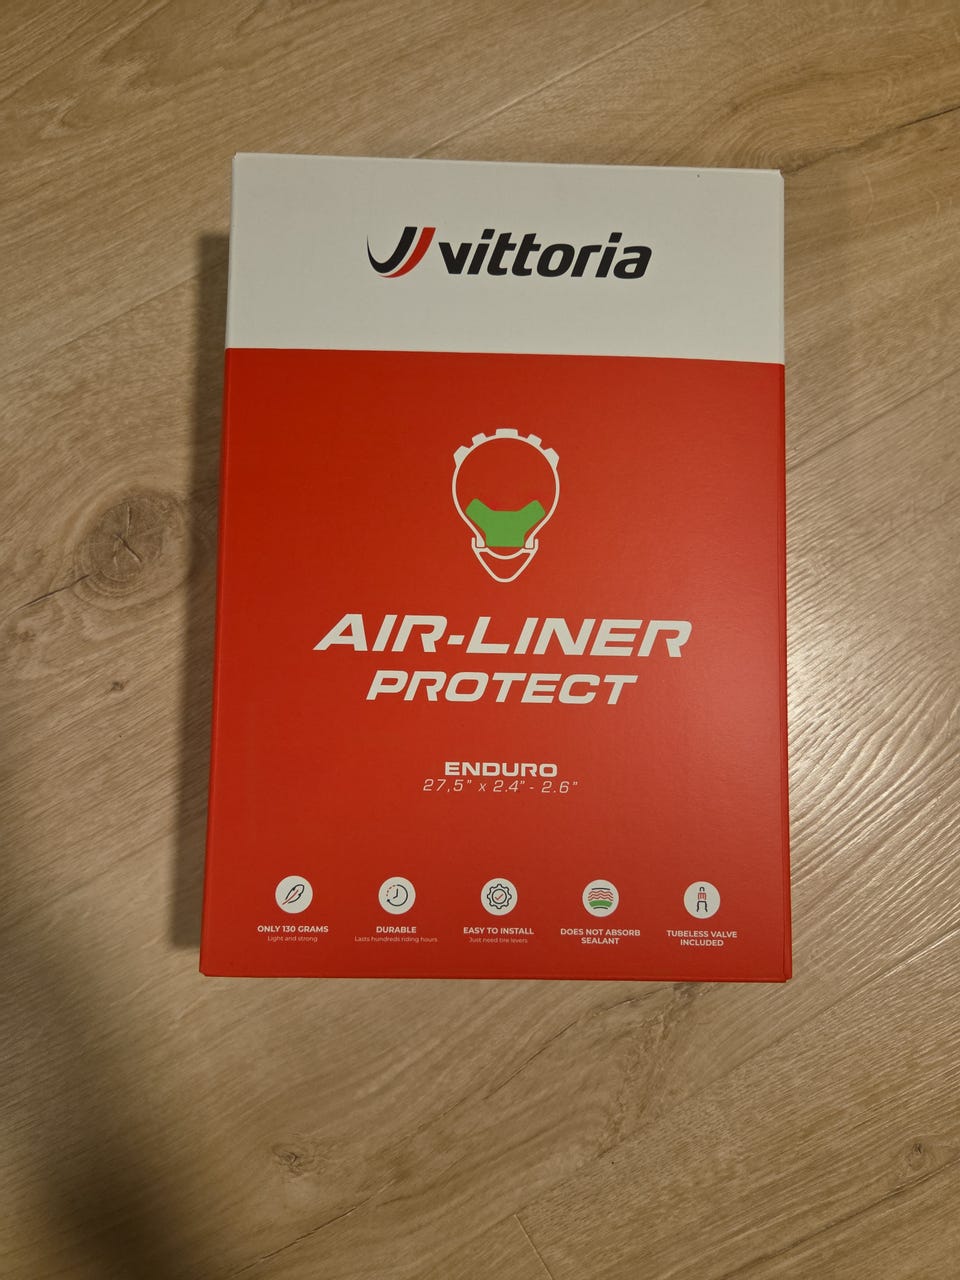 vittoria
AIR-LINER
PROTECT
ENDURO
27,5” x 2.4” - 2.6”
ONLY 130 GRAMS
Light and strong
DURABLE
Lasts hundreds riding hours
EASY TO INSTALL
Just need tire levers
DOES NOT ABSORB
SEALANT
TUBELESS VALVE
INCLUDED